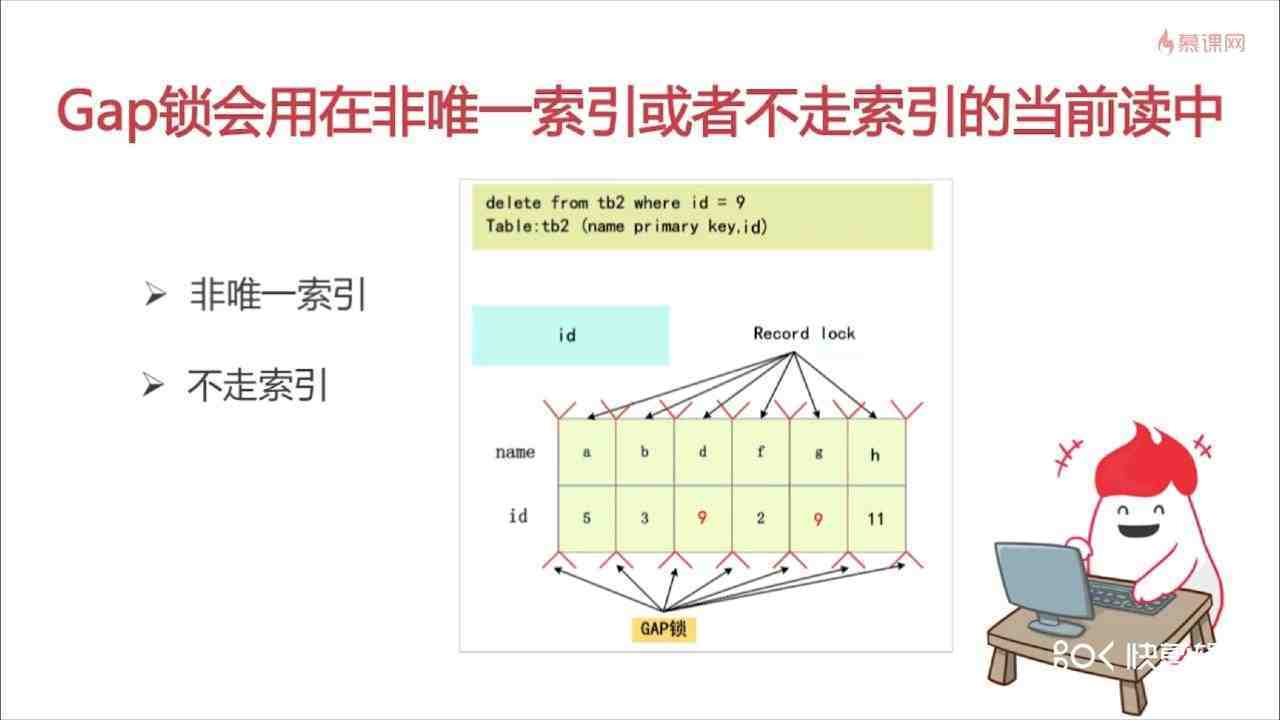 慕课网
Gap锁会用在非唯一索引或者不走索引的当前读中
delete from tb2 where id = 9
Table:tb2 (name primary key,id)
非唯一索引
不走索引
id
Record lock
name a b d f g h
id 5 3 9 2 9 11
GAP锁